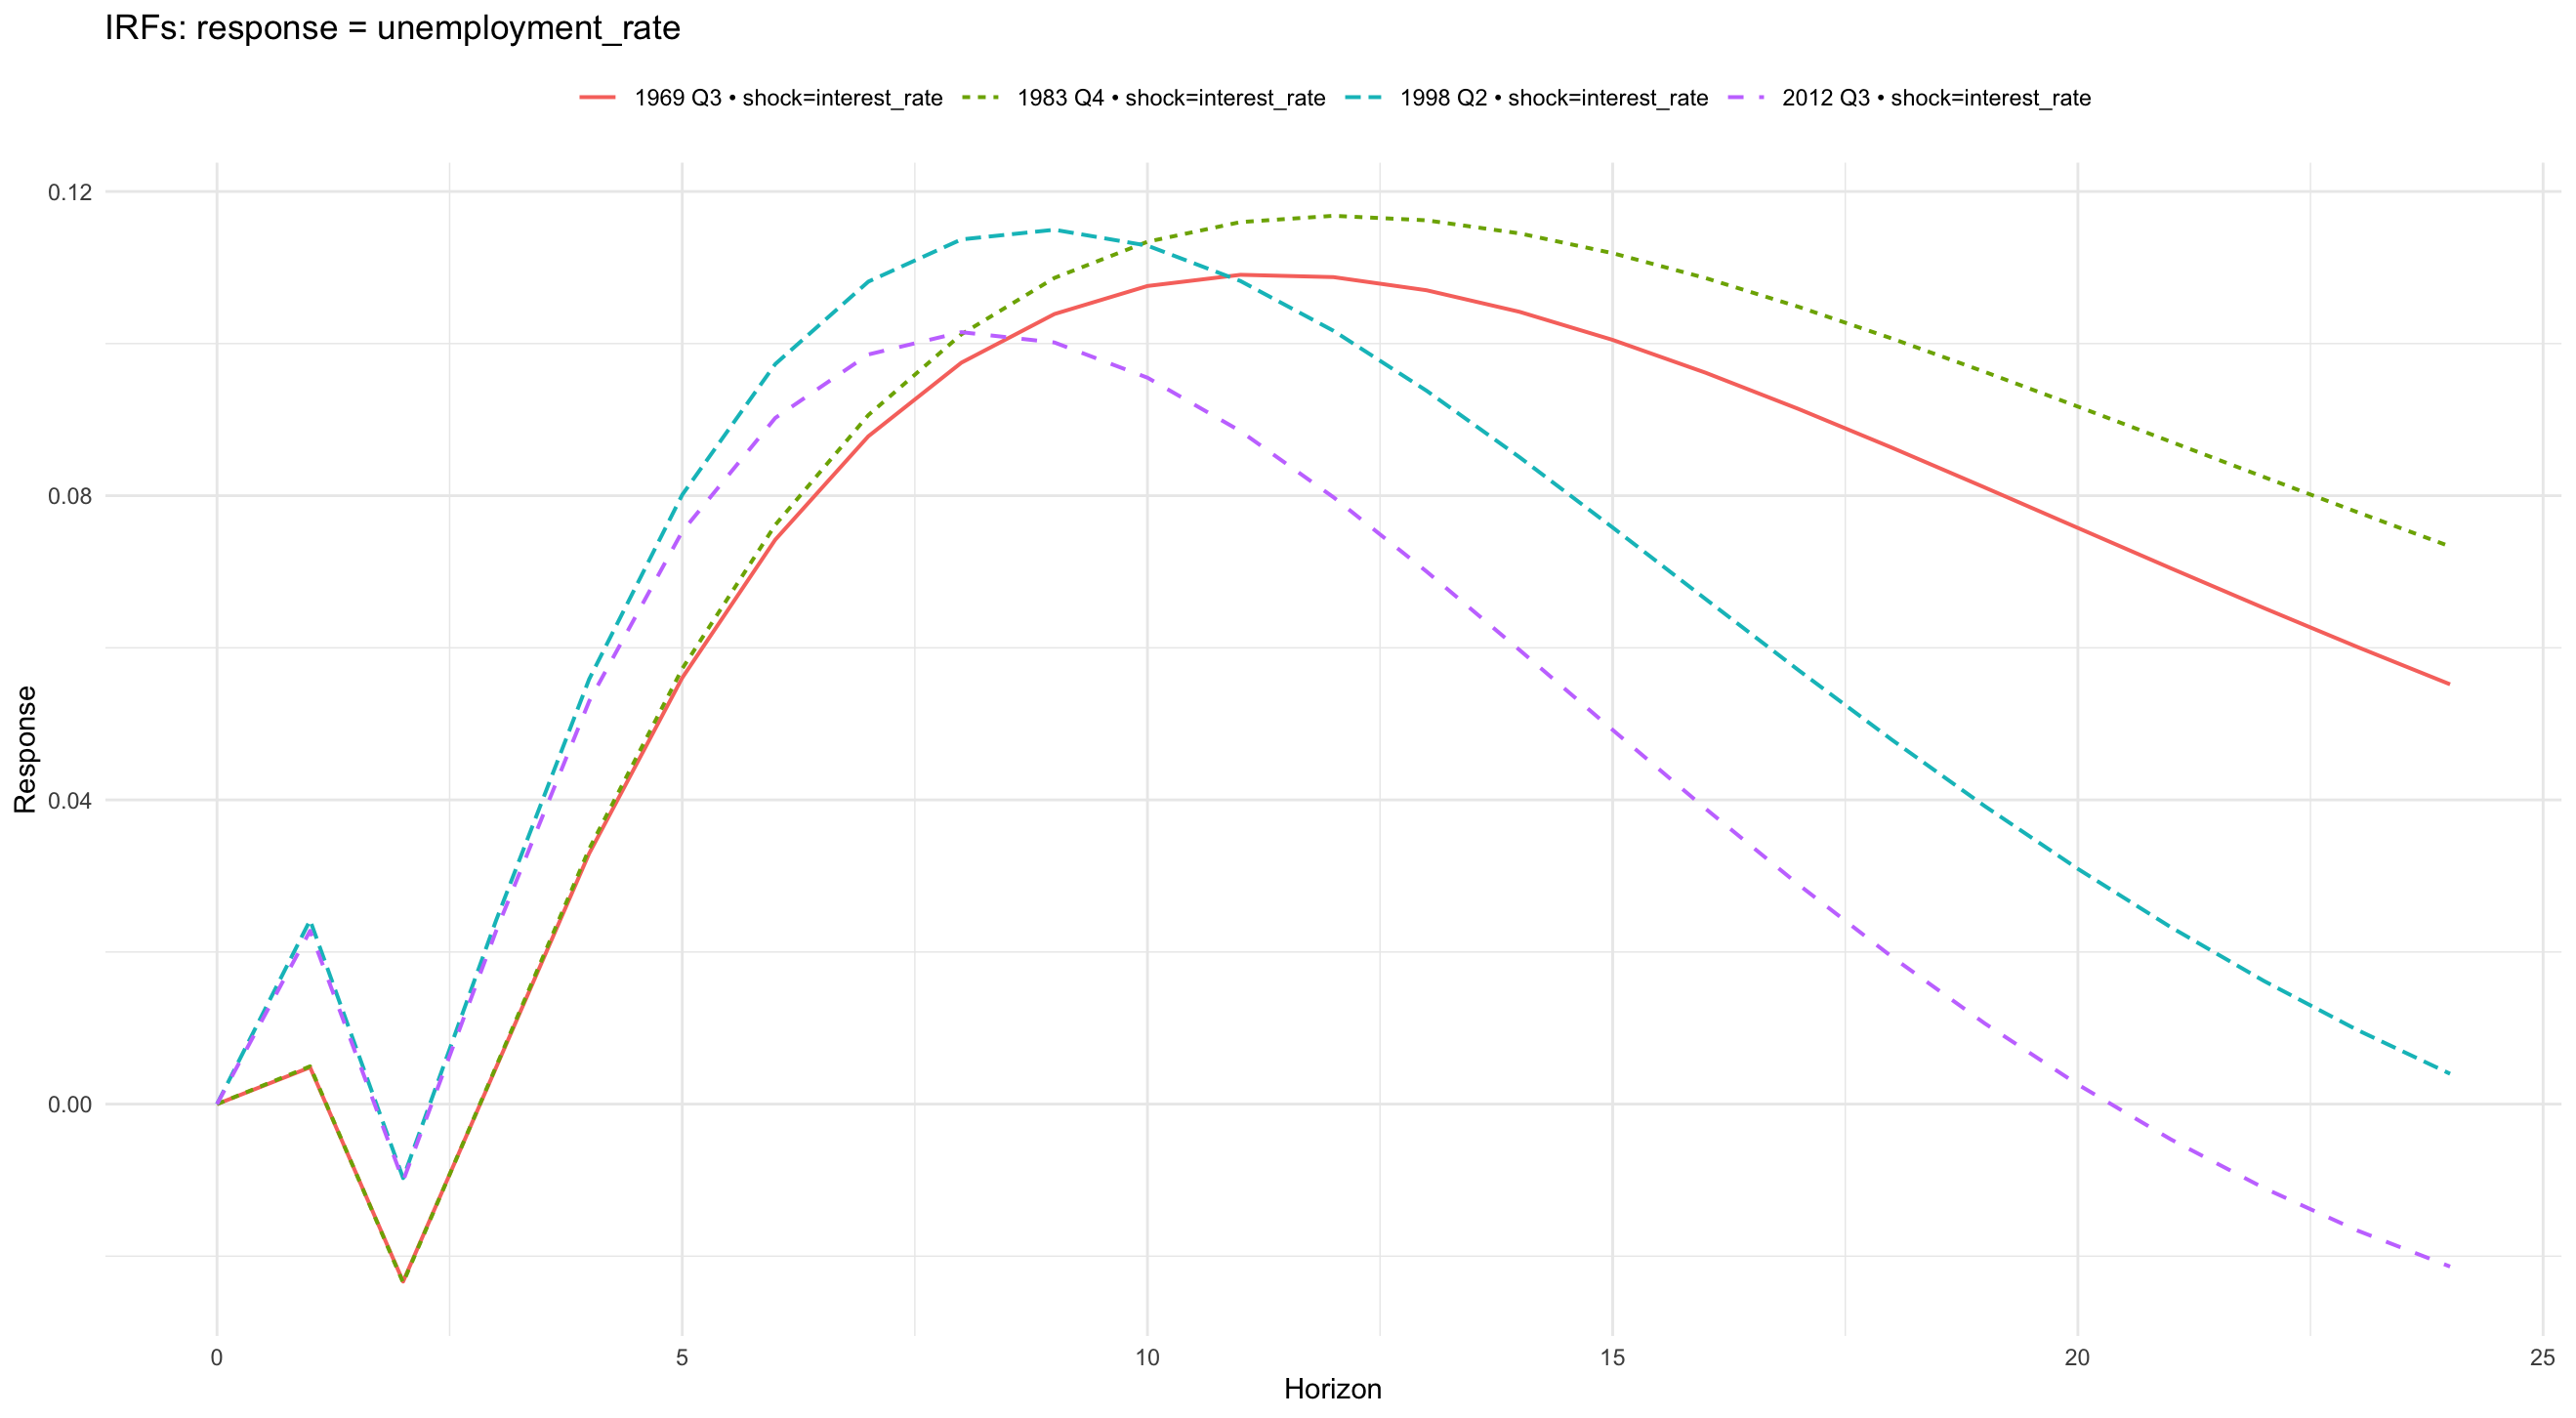 IRFs: response = unemployment_rate
1969 Q3 • shock=interest_rate 1983 Q4 • shock=interest_rate 1998 Q2 • shock=interest_rate 2012 Q3 • shock=interest_rate
0.12
0.08
0.04
0.00
Response
0 5 10 15 20 25
Horizon